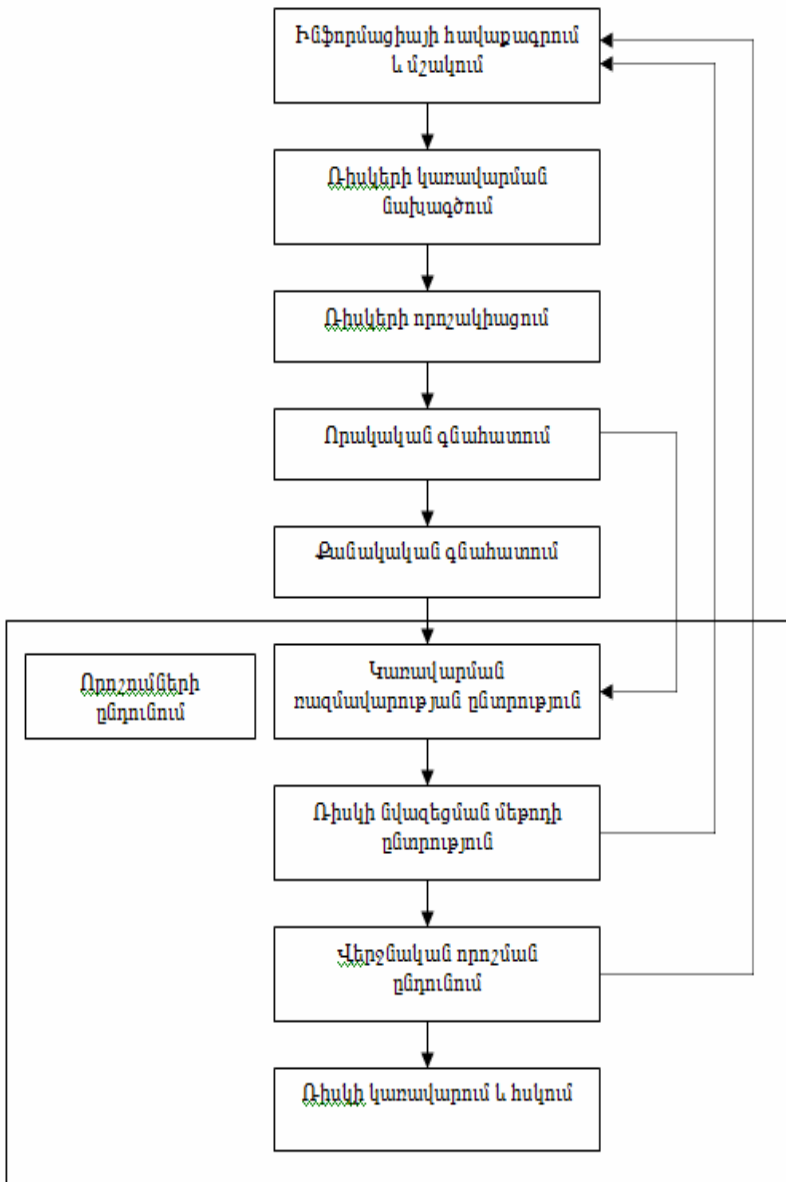 Ինֆորմացիայի հավաքագրում
և մշակում
Ռիսկերի կառավարման
նախագծում
Ռիսկերի որոշակիացում
Որակական գնահատում
Քանակական գնահատում
Որոշումների
ընդունում
Կառավարման
ռազմավարության ընտրություն
Ռիսկի նվազեցման մեթոդի
ընտրություն
Վերջնական որոշման
ընդունում
Ռիսկի կառավարում և հսկում